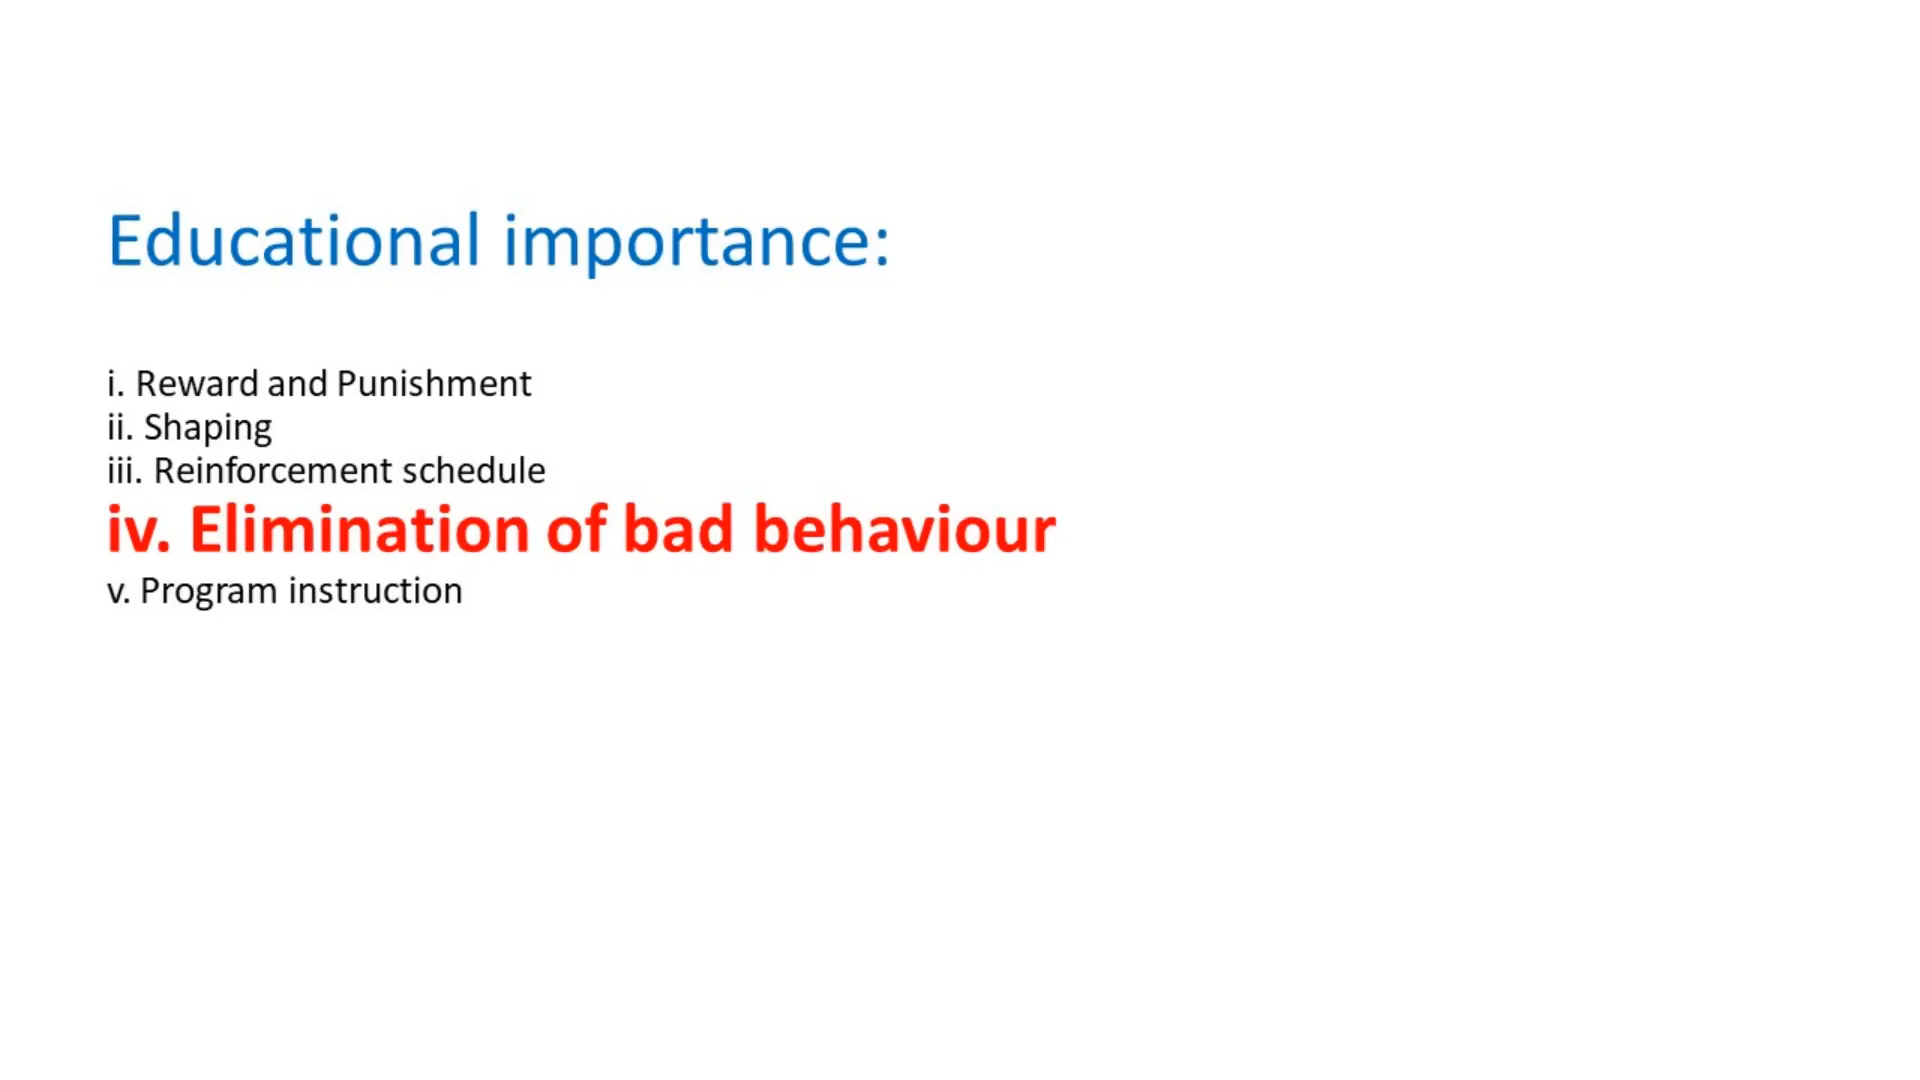 Educational importance:
i. Reward and Punishment
ii. Shaping
iii. Reinforcement schedule
iv. Elimination of bad behaviour
v. Program instruction